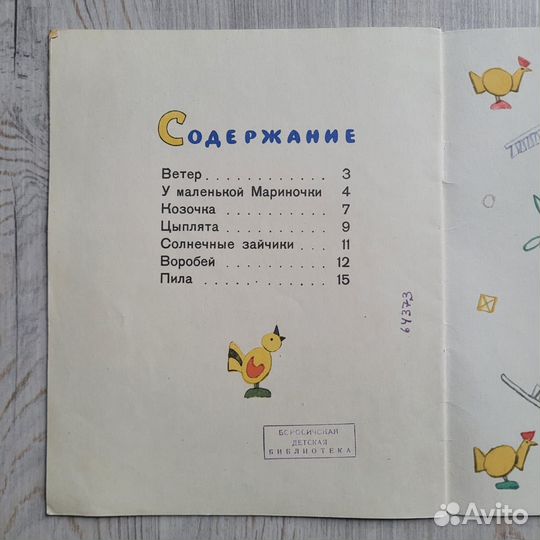 Содержание
Ветер . . . . . . . . . . . . 3
У маленькой Мариночки 4
Козочка . . . . . . . . . . 7
Цыплята . . . . . . . . . . 9
Солнечные зайчики . . . 11
Воробей . . . . . . . . . . 12
Пила . . . . . . . . . . . . 15
64373
ДЕТСКАЯ
БИБЛИОТЕКА
Avito